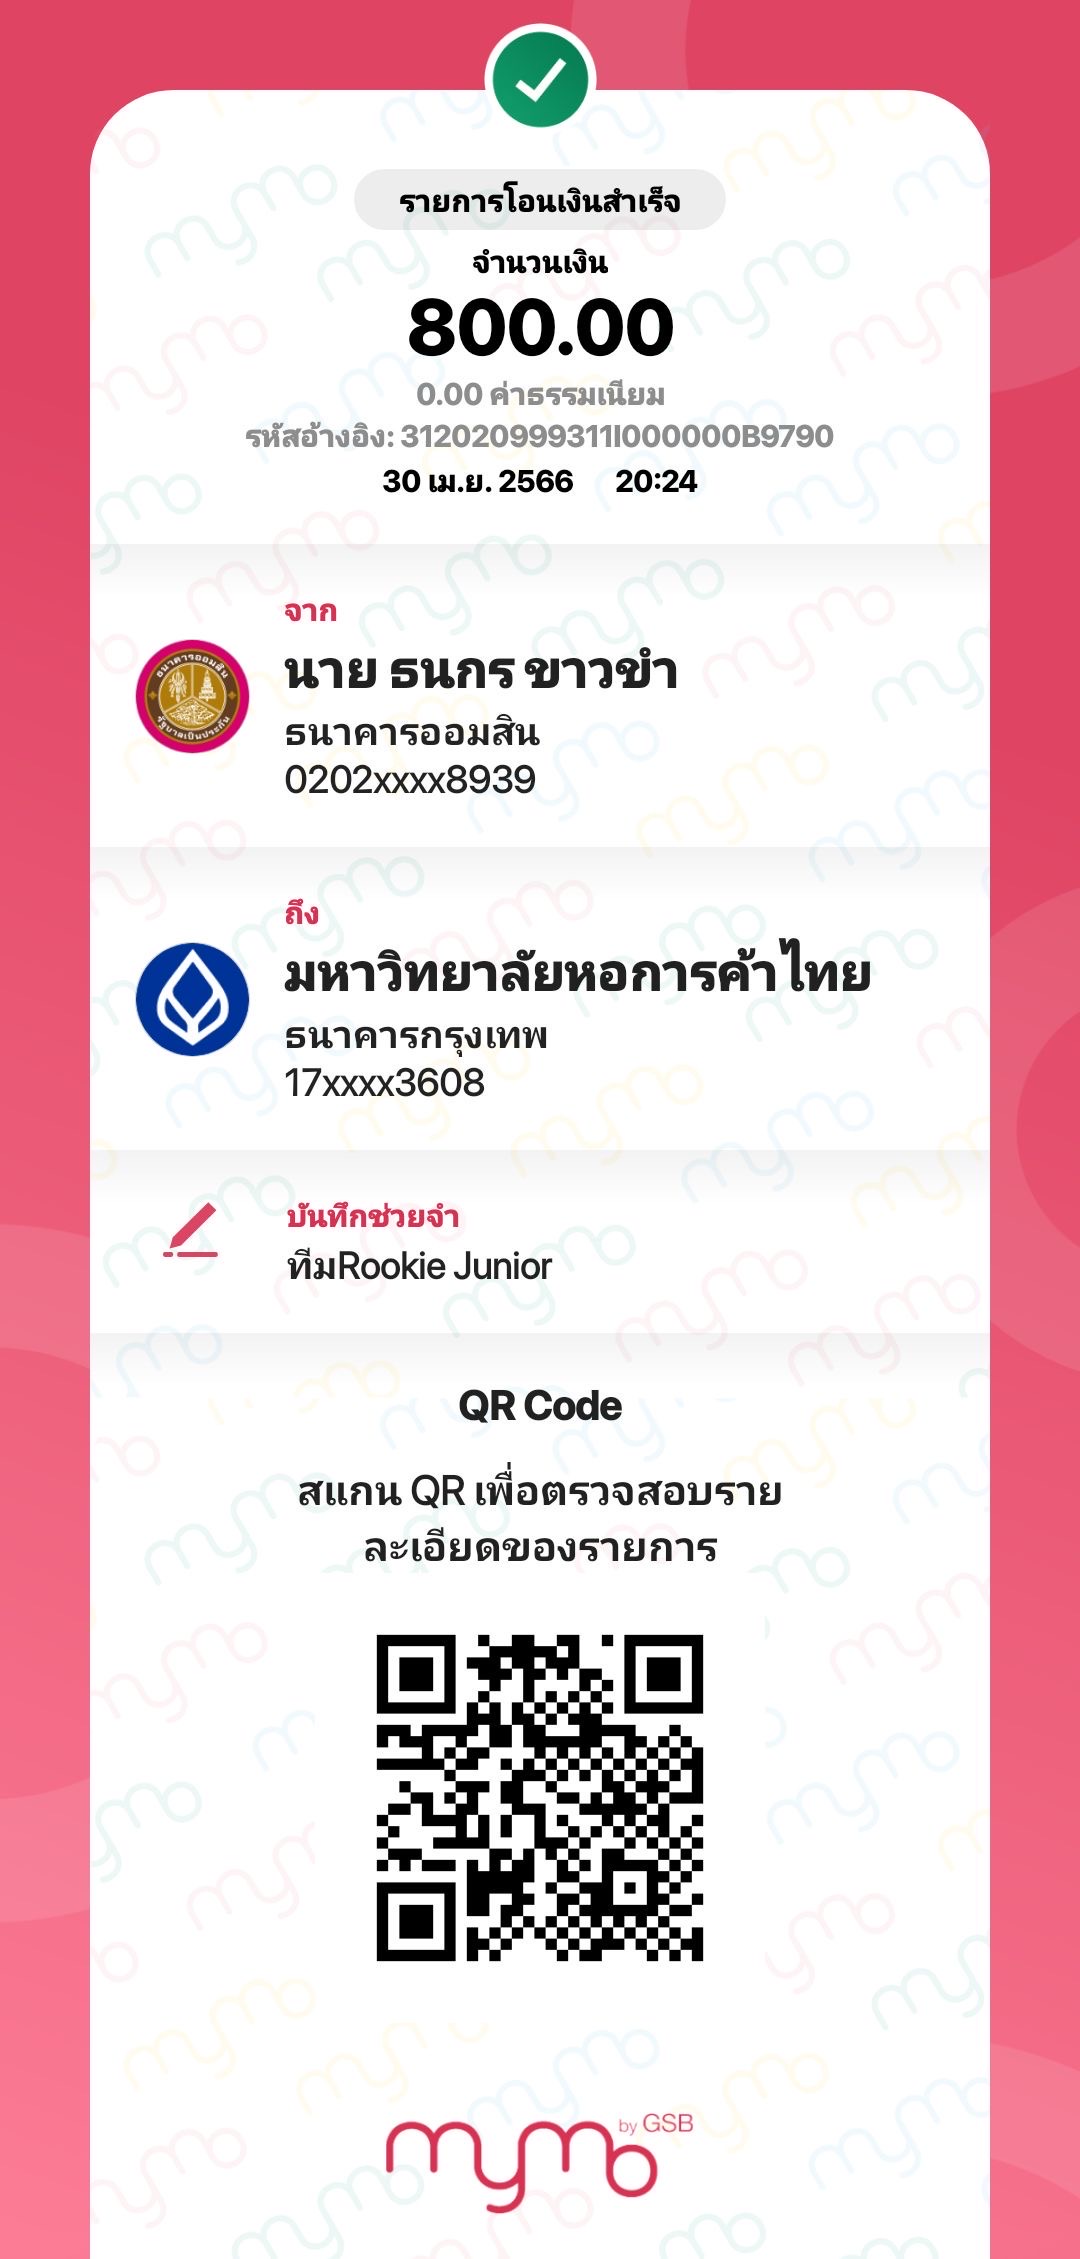 รายการโอนเงินสำเร็จ
จำนวนเงิน
800.00
0.00 ค่าธรรมเนียม
รหัสอ้างอิง: 312020999311I000000B9790
30 เม.ย. 2566 20:24
จาก
นาย ธนกร ขาวขำ
ธนาคารออมสิน
0202xxxx8939
ถึง
มหาวิทยาลัยหอการค้าไทย
ธนาคารกรุงเทพ
17xxxx3608
บันทึกช่วยจำ
ทีมRookie Junior
QR Code
สแกน QR เพื่อตรวจสอบราย
ละเอียดของรายการ
mymo by GSB